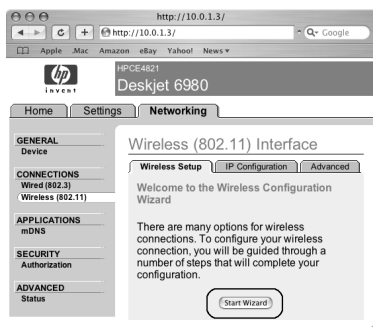 http://10.0.1.3/
http://10.0.1.3/
Q- Google
Apple .Mac Amazon eBay Yahoo! News
hp
invent
HPCE4821
Deskjet 6980
Home Settings Networking
GENERAL
Device
CONNECTIONS
Wired (802.3)
Wireless (802.11)
APPLICATIONS
mDNS
SECURITY
Authorization
ADVANCED
Status
Wireless (802.11) Interface
Wireless Setup IP Configuration Advanced
Welcome to the Wireless Configuration
Wizard
There are many options for wireless
connections. To configure your wireless
connection, you will be guided through a
number of steps that will complete your
configuration.
Start Wizard